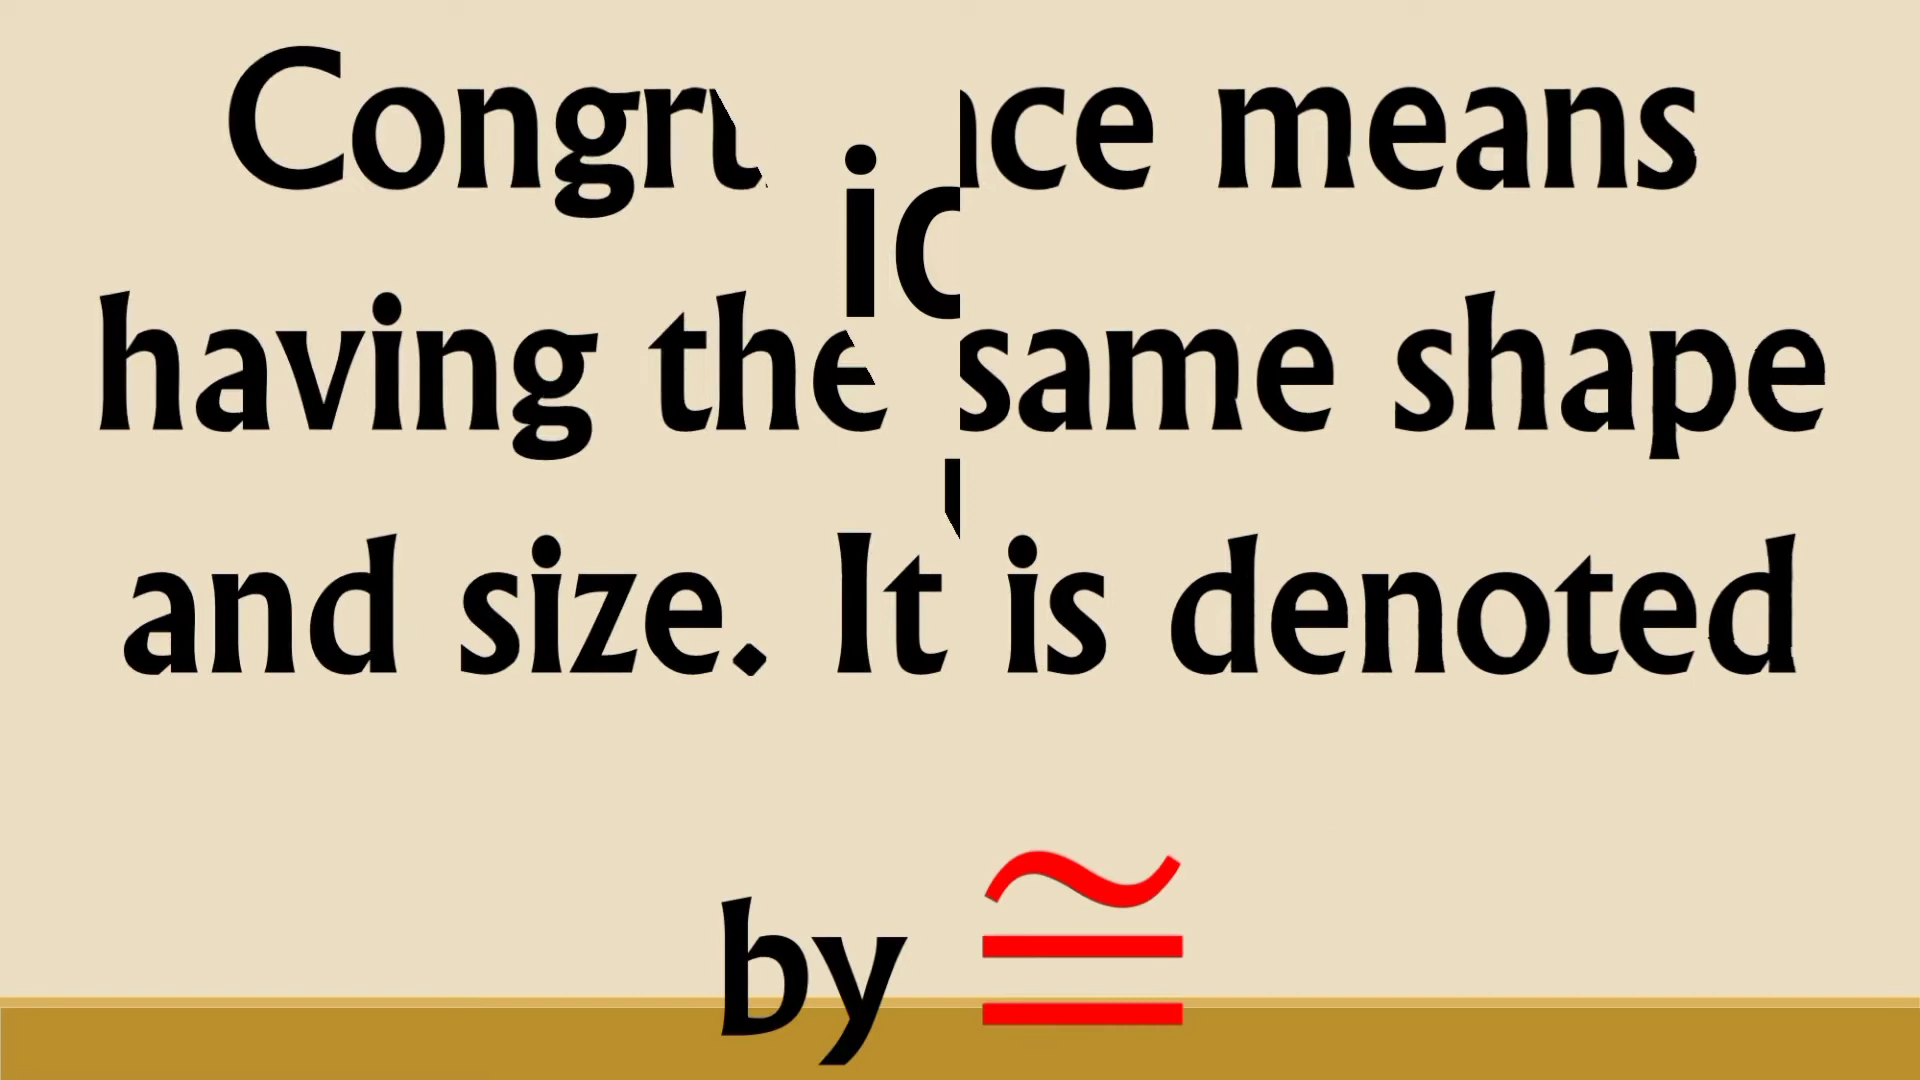 means
having the same shape
and size. It is denoted
by ≅